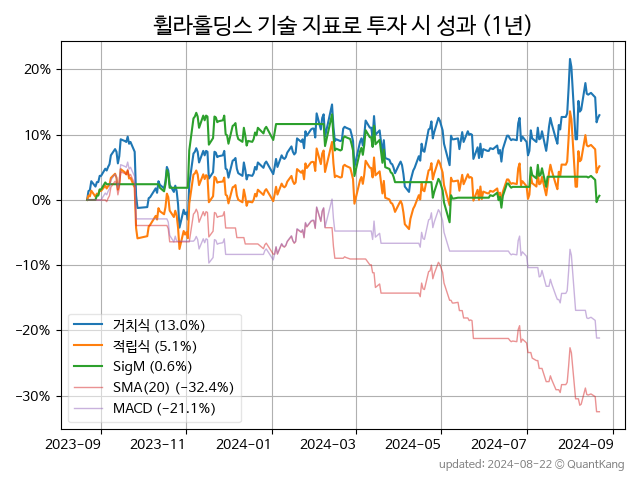 휠라홀딩스 기술 지표로 투자 시 성과 (1년)
20%
10%
0%
−10%
−20%
−30%
거치식 (13.0%)
적립식 (5.1%)
SigM (0.6%)
SMA(20) (−32.4%)
MACD (−21.1%)
2023-09 2023-11 2024-01 2024-03 2024-05 2024-07 2024-09
updated: 2024-08-22 © QuantKang